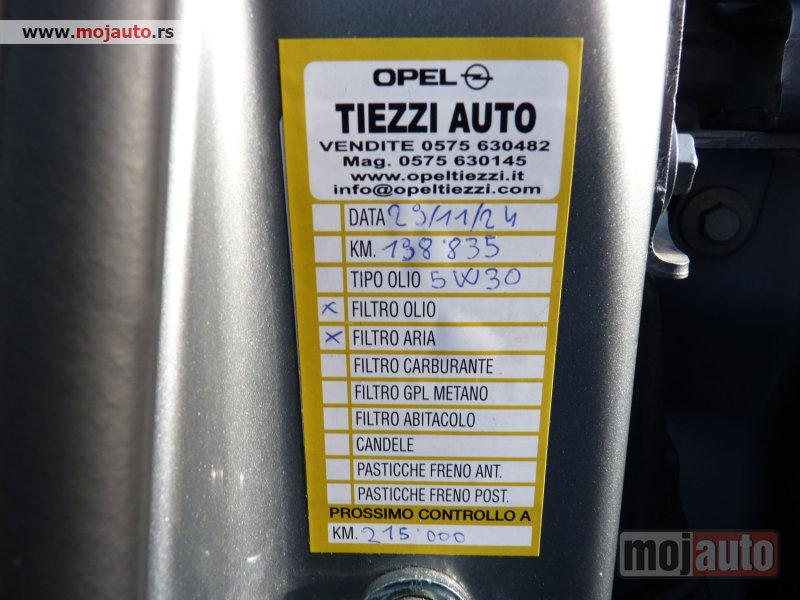 www.mojauto.rs
OPEL
TIEZZI AUTO
VENDITE 0575 630482
Mag. 0575 630145
www.opeltiezzi.it
info@opeltiezzi.com
DATA 29/11/24
KM. 198'835
TIPO OLIO 5W30
x FILTRO OLIO
x FILTRO ARIA
FILTRO CARBURANTE
FILTRO GPL METANO
FILTRO ABITACOLO
CANDELE
PASTICCHE FRENO ANT.
PASTICCHE FRENO POST.
PROSSIMO CONTROLLO A
KM. 215'000
mojauto